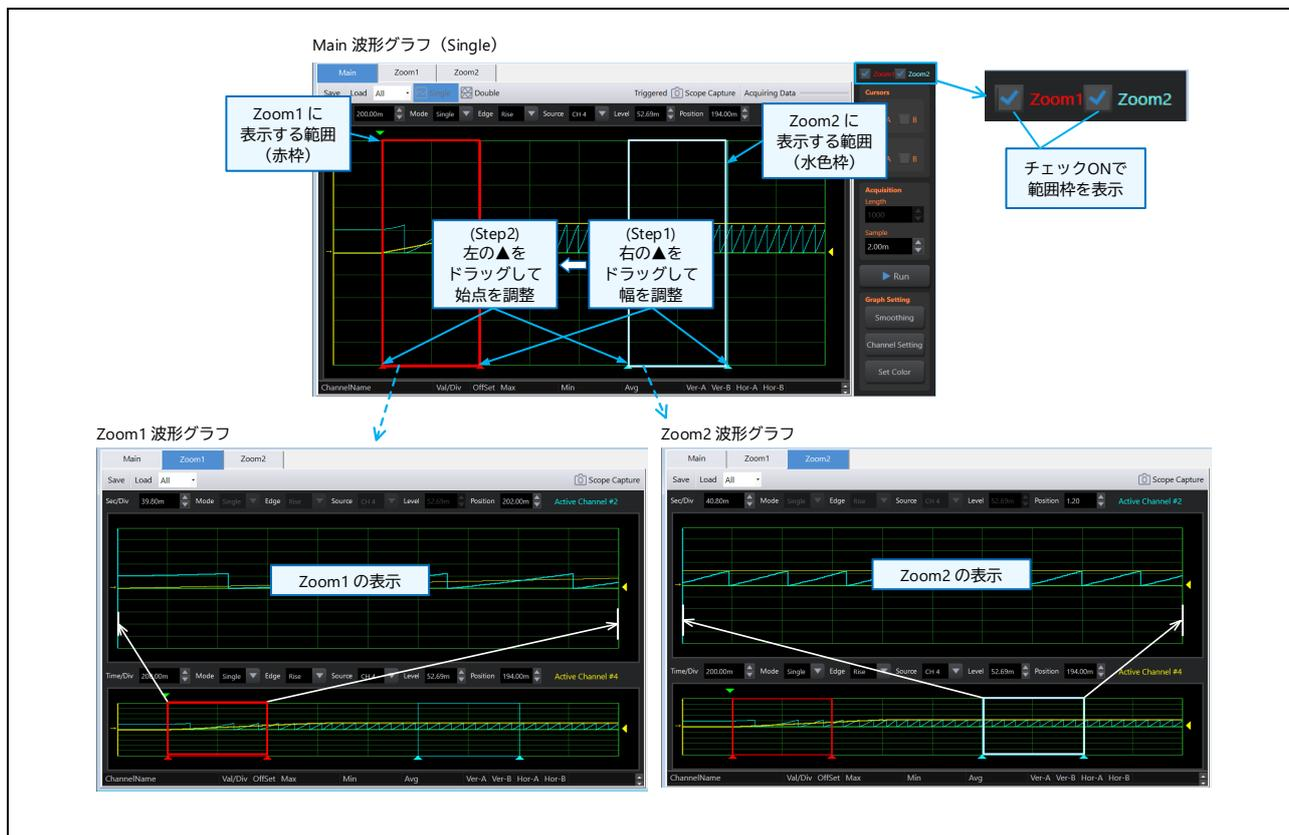 Main 波形グラフ（Single）
Main Zoom1 Zoom2
Save Load All Single Double Triggered Scope Capture Acquiring Data
200.00m Mode Single Edge Rise Source CH 4 Level 52.69m Position 194.00m
Zoom1 Zoom2
Cursors
A B
A B
Acquisition
Length
1000
Sample
2.00m
Run
Graph Setting
Smoothing
Channel Setting
Set Color
Zoom1 に
表示する範囲
（赤枠）
Zoom2 に
表示する範囲
（水色枠）
Zoom1 Zoom2
チェックONで
範囲枠を表示
(Step2)
左の▲を
ドラッグして
始点を調整
(Step1)
右の▲を
ドラッグして
幅を調整
ChannelName Val/Div OffSet Max Min Avg Ver-A Ver-B Hor-A Hor-B
Zoom1 波形グラフ
Main Zoom1 Zoom2
Save Load All Scope Capture
Sec/Div 39.80m Mode Single Edge Rise Source CH 4 Level 52.69m Position 202.00m Active Channel #2
Zoom1 の表示
Time/Div 200.00m Mode Single Edge Rise Source CH 4 Level 52.69m Position 194.00m Active Channel #4
ChannelName Val/Div OffSet Max Min Avg Ver-A Ver-B Hor-A Hor-B
Zoom2 波形グラフ
Main Zoom1 Zoom2
Save Load All Scope Capture
Sec/Div 40.80m Mode Single Edge Rise Source CH 4 Level 52.69m Position 1.20 Active Channel #2
Zoom2 の表示
Time/Div 200.00m Mode Single Edge Rise Source CH 4 Level 52.69m Position 194.00m Active Channel #4
ChannelName Val/Div OffSet Max Min Avg Ver-A Ver-B Hor-A Hor-B